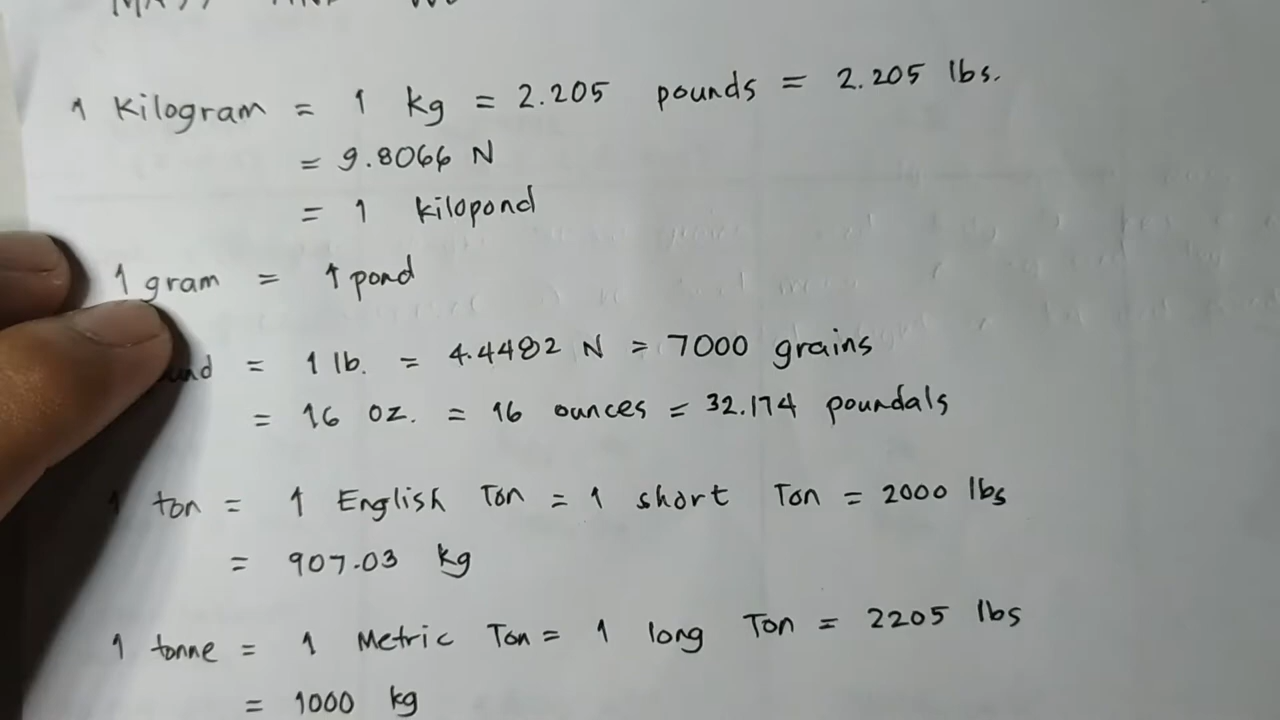 1 Kilogram = 1 kg = 2.205 pounds = 2.205 lbs.
= 9.8066 N
= 1 kilopond
1 gram = 1 pond
= 1 lb. = 4.4482 N = 7000 grains
= 16 oz. = 16 ounces = 32.174 poundals
1 ton = 1 English Ton = 1 short Ton = 2000 lbs
= 907.03 kg
1 tonne = 1 Metric Ton = 1 long Ton = 2205 lbs
= 1000 kg